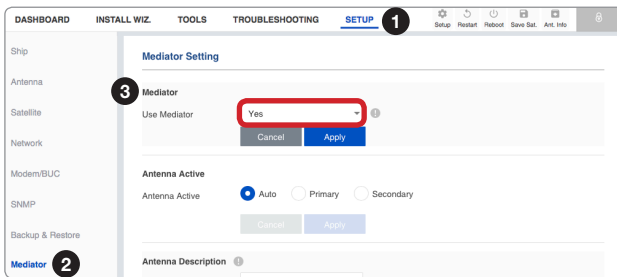 DASHBOARD INSTALL WIZ. TOOLS TROUBLESHOOTING SETUP 1 Setup Restart Reboot Save Sat. Ant. Info
Ship
Mediator Setting
Antenna
3 Mediator
Satellite
Use Mediator Yes !
Cancel Apply
Network
Modem/BUC
Antenna Active
Antenna Active Auto Primary Secondary
SNMP
Cancel Apply
Backup & Restore
Mediator 2
Antenna Description !